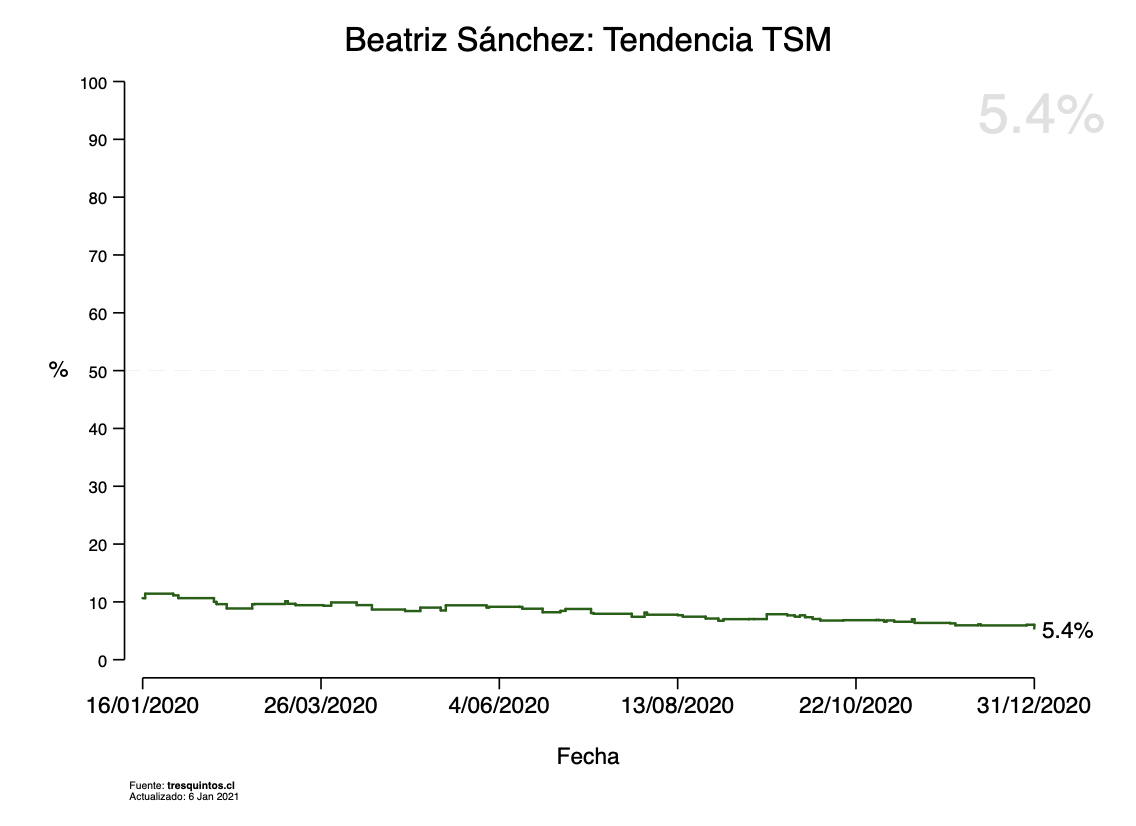 Beatriz Sánchez: Tendencia TSM
5.4%
100
90
80
70
60
% 50
40
30
20
10
0
5.4%
16/01/2020 26/03/2020 4/06/2020 13/08/2020 22/10/2020 31/12/2020
Fecha
Fuente: tresquintos.cl
Actualizado: 6 Jan 2021